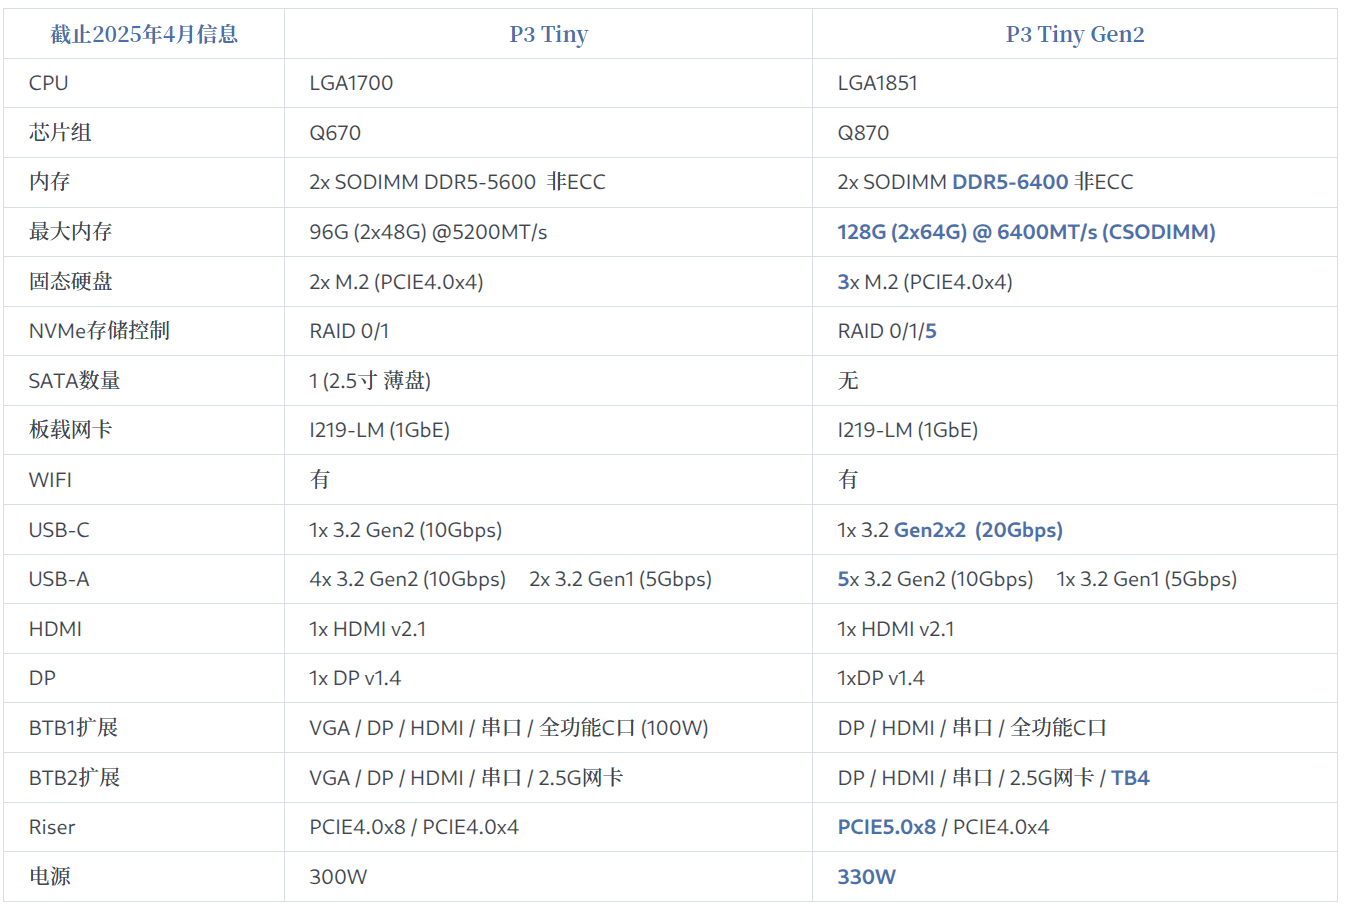 截止2025年4月信息 P3 Tiny P3 Tiny Gen2
CPU LGA1700 LGA1851
芯片组 Q670 Q870
内存 2x SODIMM DDR5-5600 非ECC 2x SODIMM DDR5-6400 非ECC
最大内存 96G (2x48G) @5200MT/s 128G (2x64G) @ 6400MT/s (CSODIMM)
固态硬盘 2x M.2 (PCIE4.0x4) 3x M.2 (PCIE4.0x4)
NVMe存储控制 RAID 0/1 RAID 0/1/5
SATA数量 1 (2.5寸 薄盘) 无
板载网卡 I219-LM (1GbE) I219-LM (1GbE)
WIFI 有 有
USB-C 1x 3.2 Gen2 (10Gbps) 1x 3.2 Gen2x2 (20Gbps)
USB-A 4x 3.2 Gen2 (10Gbps) 2x 3.2 Gen1 (5Gbps) 5x 3.2 Gen2 (10Gbps) 1x 3.2 Gen1 (5Gbps)
HDMI 1x HDMI v2.1 1x HDMI v2.1
DP 1x DP v1.4 1xDP v1.4
BTB1扩展 VGA / DP / HDMI / 串口 / 全功能C口 (100W) DP / HDMI / 串口 / 全功能C口
BTB2扩展 VGA / DP / HDMI / 串口 / 2.5G网卡 DP / HDMI / 串口 / 2.5G网卡 / TB4
Riser PCIE4.0x8 / PCIE4.0x4 PCIE5.0x8 / PCIE4.0x4
电源 300W 330W